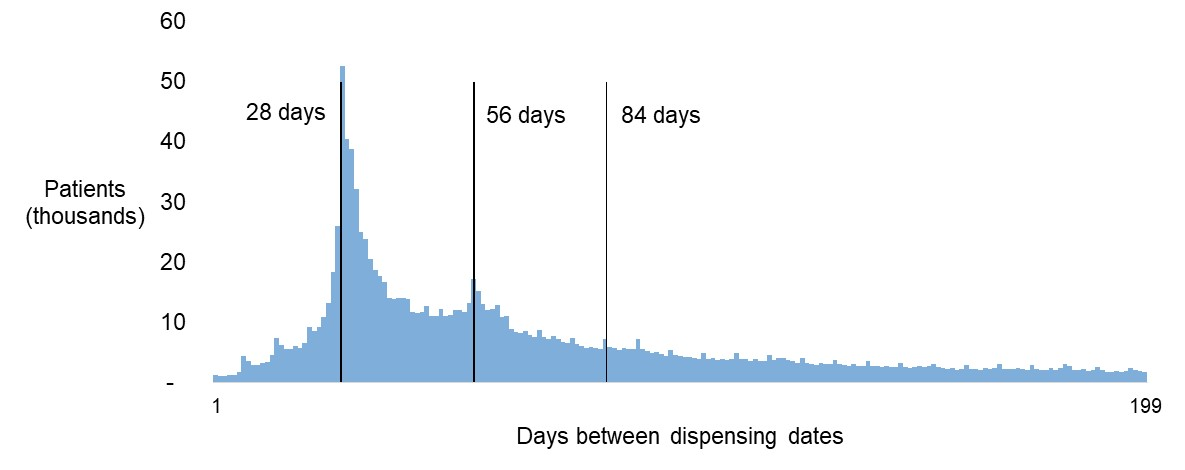 60
50
28 days
56 days
84 days
40
Patients
(thousands)
30
20
10
-
1
199
Days between dispensing dates